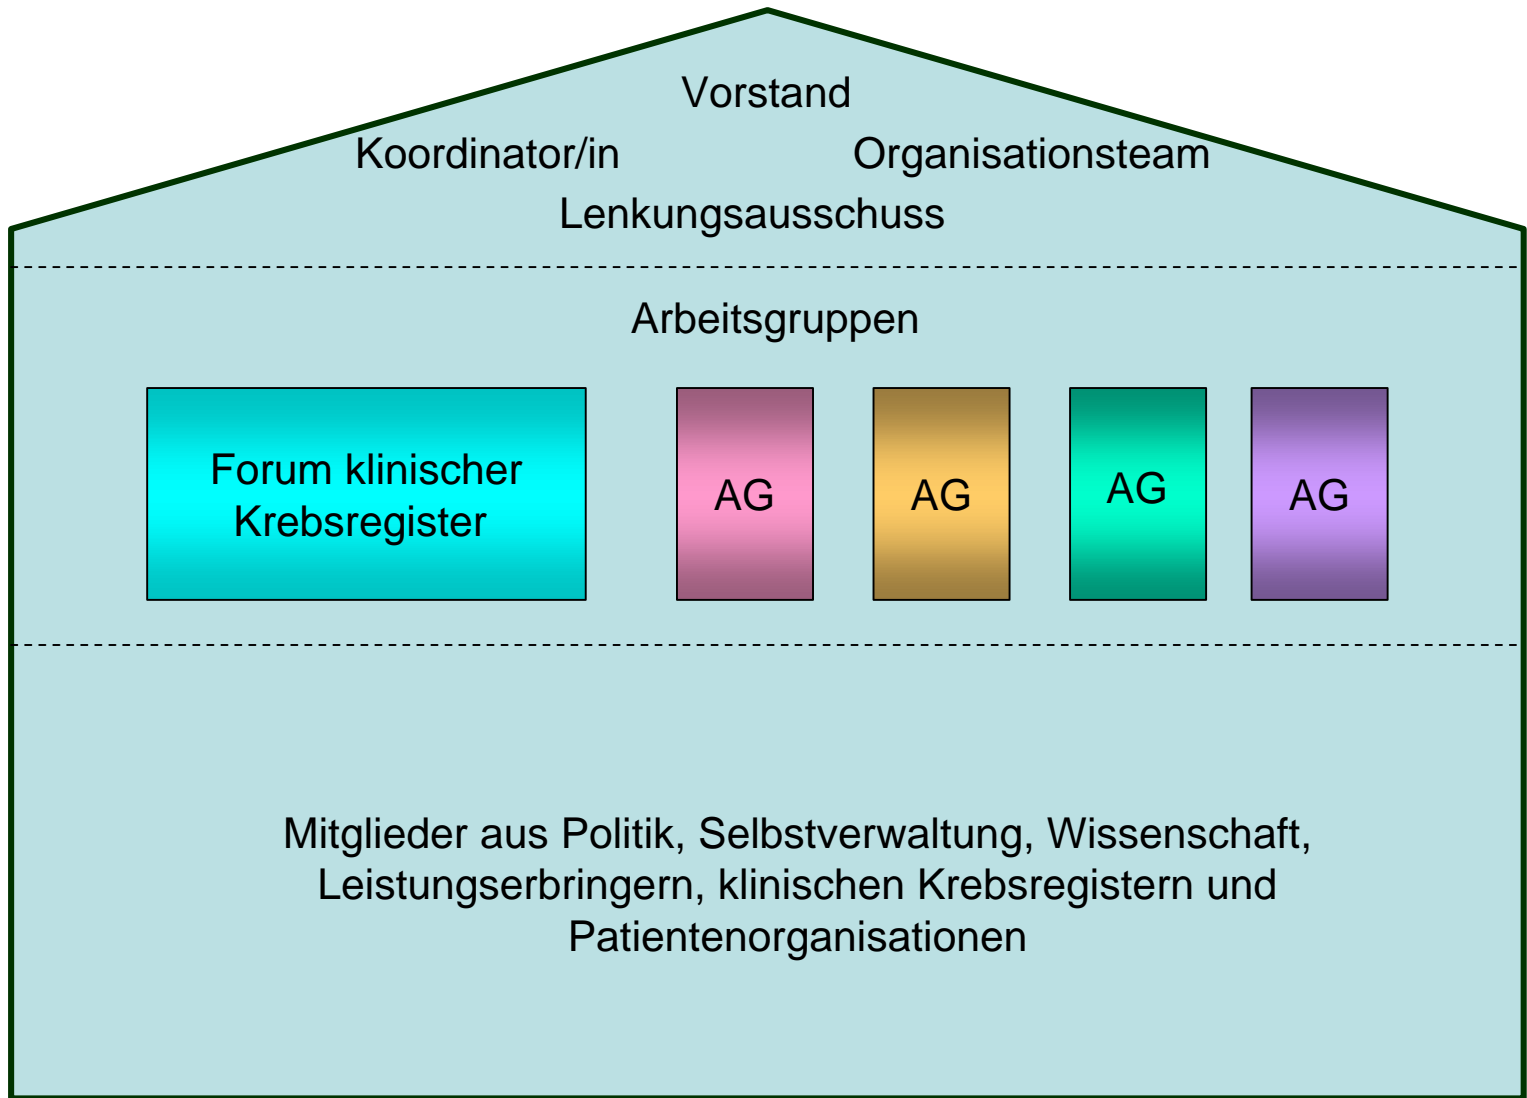 Vorstand
Koordinator/in Organisationsteam
Lenkungsausschuss
Arbeitsgruppen
Forum klinischer
Krebsregister
AG AG AG AG
Mitglieder aus Politik, Selbstverwaltung, Wissenschaft,
Leistungserbringern, klinischen Krebsregistern und
Patientenorganisationen